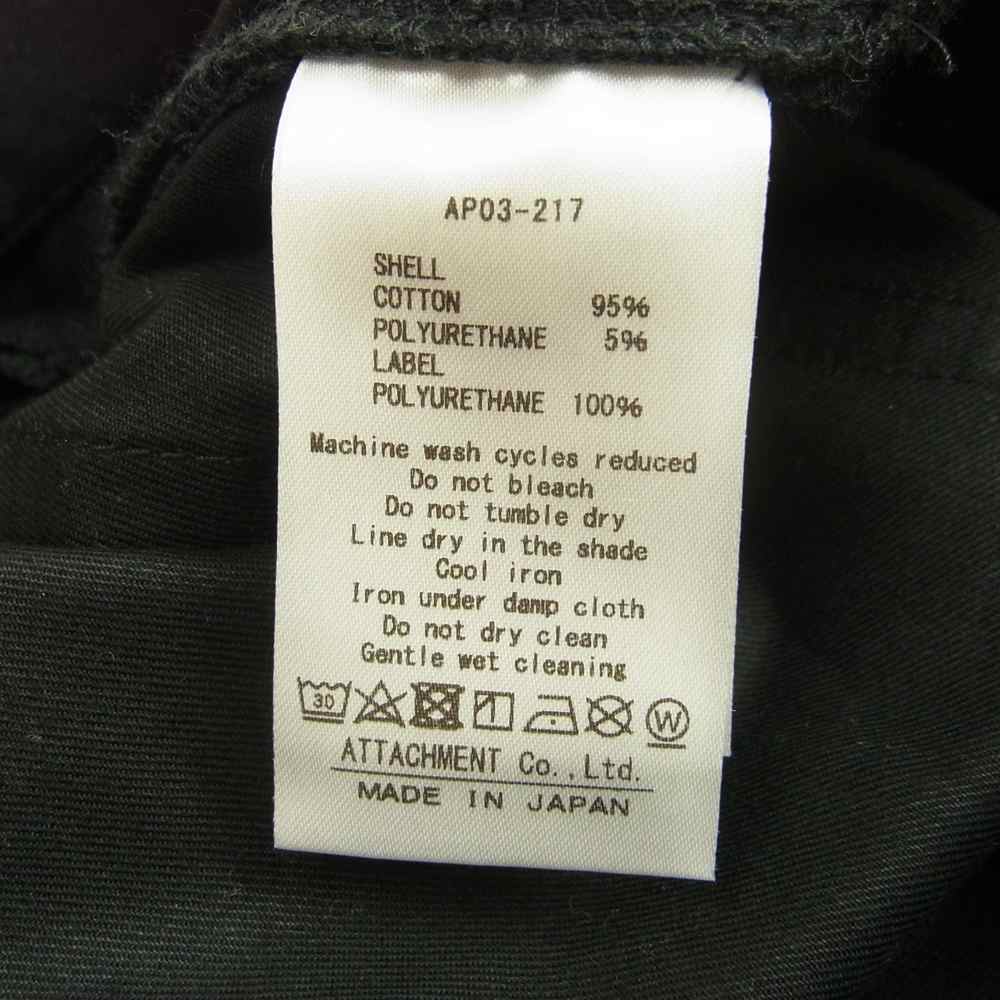 AP03-217
SHELL
COTTON 95%
POLYURETHANE 5%
LABEL
POLYURETHANE 100%
Machine wash cycles reduced
Do not bleach
Do not tumble dry
Line dry in the shade
Cool iron
Iron under damp cloth
Do not dry clean
Gentle wet cleaning
30 W
ATTACHMENT Co.,Ltd.
MADE IN JAPAN